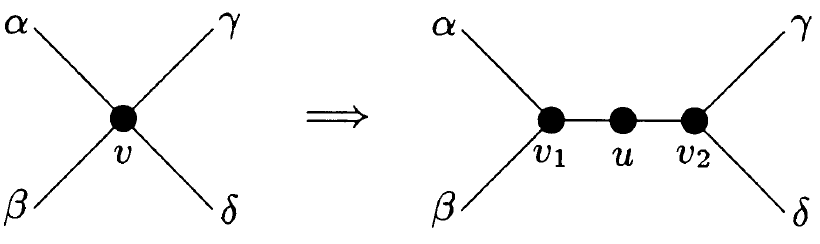 α γ α γ
⟹
v v₁ u v₂
β δ β δ